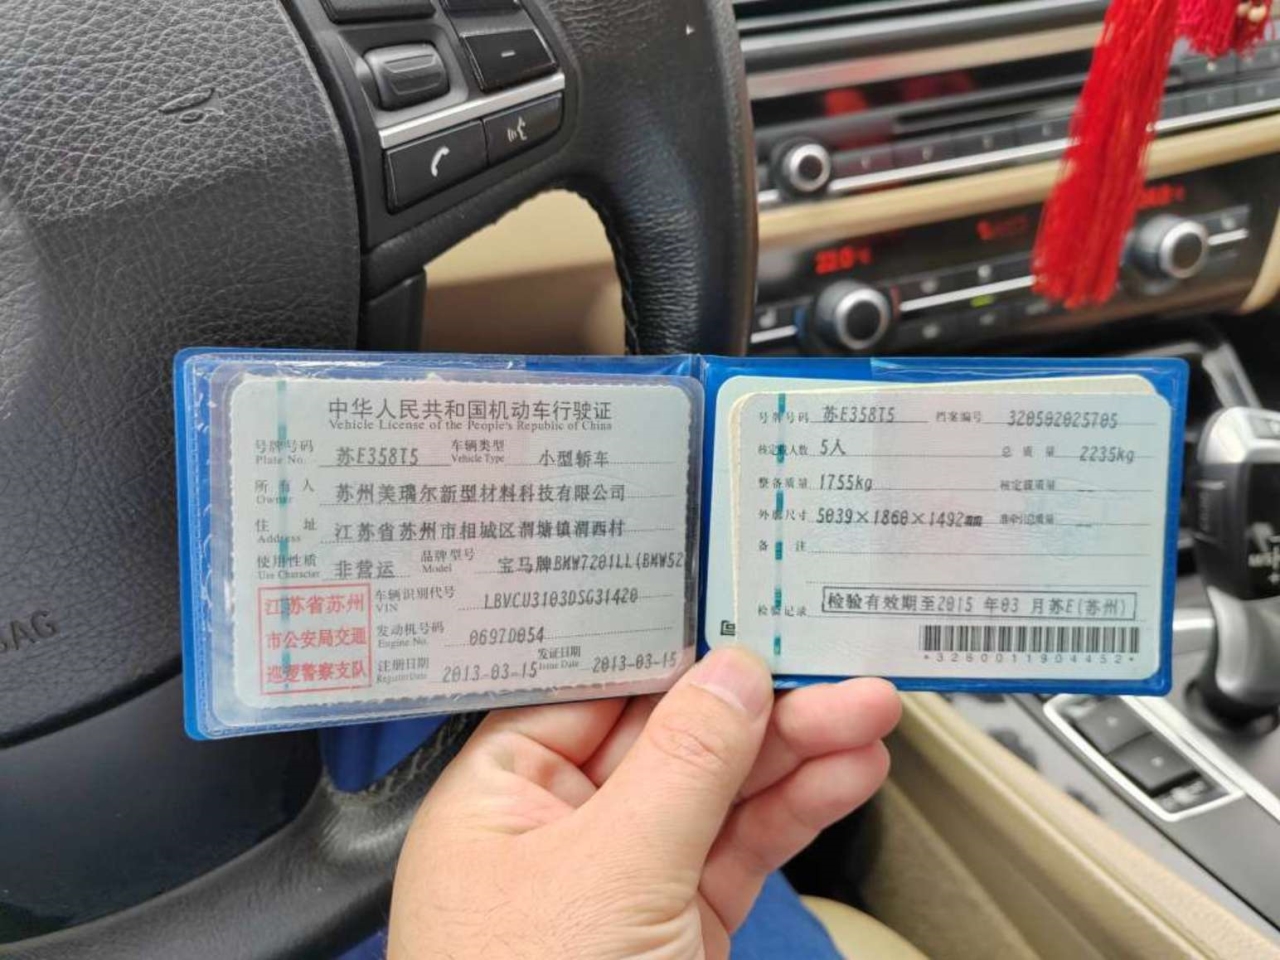 中华人民共和国机动车行驶证
Vehicle License of the People's Republic of China
号牌号码 苏E358T5 车辆类型 小型轿车
Plate No. Vehicle Type
所有人 苏州美瑞尔新型材料科技有限公司
Owner
住址 江苏省苏州市相城区渭塘镇渭西村
Address
使用性质 非营运 品牌型号 宝马牌BMW7201LL(BMW52
Use Character Model
江苏省苏州
市公安局交通
巡逻警察支队
车辆识别代号 LBVCU3103DSG31420
VIN
发动机号码 0697D054
Engine No.
注册日期 2013-03-15 发证日期 2013-03-15
Register Date Issue Date
号牌号码 苏E358T5 档案编号 320502025705
核定载人数 5人 总质量 2235kg
整备质量 1755kg 核定载质量 --
外廓尺寸 5039×1860×1492mm 准牵引总质量 --
备注
检验记录 检验有效期至2015年03月苏E(苏州)
*3280011904452*
22.0
BAG